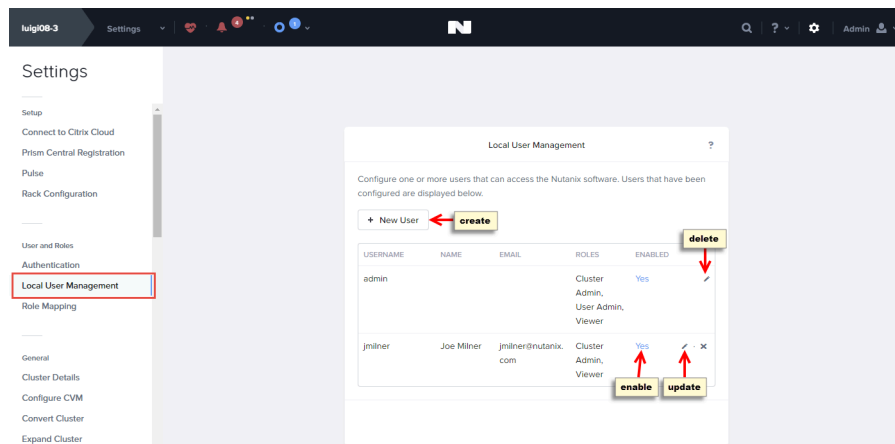 luigi08-3
Settings
4
1
N
?
Admin
Settings
Setup
Connect to Citrix Cloud
Prism Central Registration
Pulse
Rack Configuration
User and Roles
Authentication
Local User Management
Role Mapping
General
Cluster Details
Configure CVM
Convert Cluster
Expand Cluster
Local User Management
?
Configure one or more users that can access the Nutanix software. Users that have been
configured are displayed below.
+ New User
create
delete
USERNAME NAME EMAIL ROLES ENABLED
admin Cluster Yes
Admin,
User Admin,
Viewer
jmilner Joe Milner jmilner@nutanix. Cluster Yes
com Admin,
Viewer
enable
update